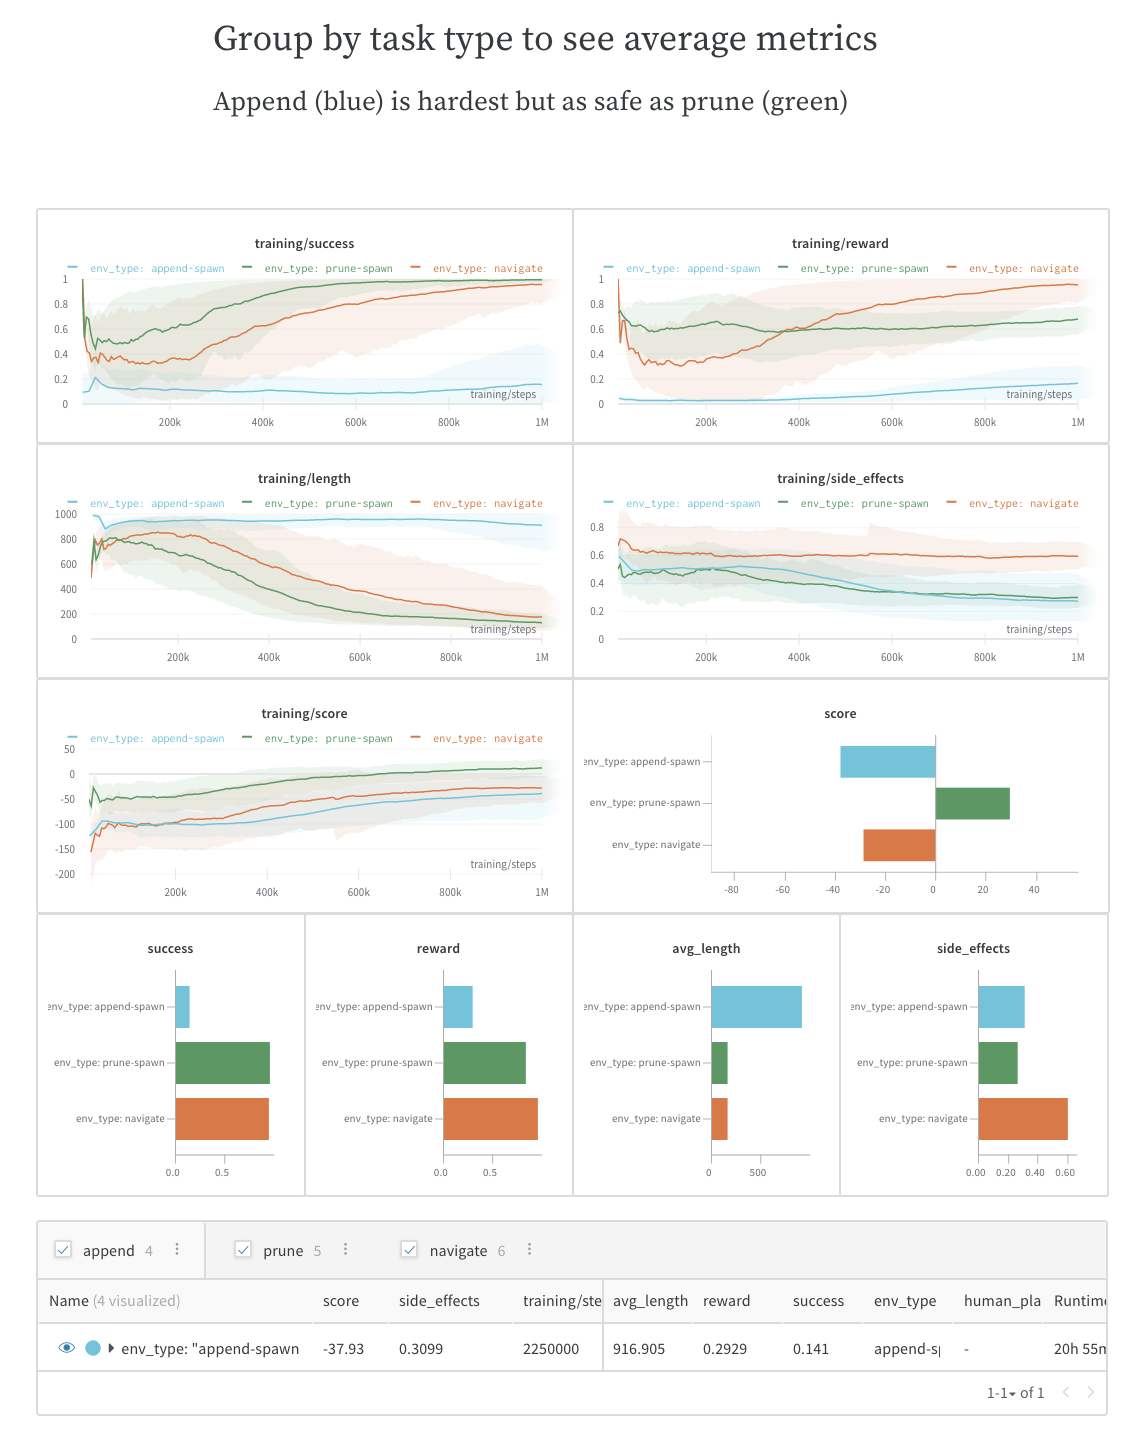 Group by task type to see average metrics
Append (blue) is hardest but as safe as prune (green)
training/success
env_type: append-spawn env_type: prune-spawn env_type: navigate
1
0.8
0.6
0.4
0.2
0
training/steps
200k 400k 600k 800k 1M
training/reward
env_type: append-spawn env_type: prune-spawn env_type: navigate
1
0.8
0.6
0.4
0.2
0
training/steps
200k 400k 600k 800k 1M
training/length
env_type: append-spawn env_type: prune-spawn env_type: navigate
1000
800
600
400
200
0
training/steps
200k 400k 600k 800k 1M
training/side_effects
env_type: append-spawn env_type: prune-spawn env_type: navigate
0.8
0.6
0.4
0.2
0
training/steps
200k 400k 600k 800k 1M
training/score
env_type: append-spawn env_type: prune-spawn env_type: navigate
50
0
-50
-100
-150
-200
training/steps
200k 400k 600k 800k 1M
score
env_type: append-spawn
env_type: prune-spawn
env_type: navigate
-80 -60 -40 -20 0 20 40
success
env_type: append-spawn
env_type: prune-spawn
env_type: navigate
0.0 0.5
reward
env_type: append-spawn
env_type: prune-spawn
env_type: navigate
0.0 0.5
avg_length
env_type: append-spawn
env_type: prune-spawn
env_type: navigate
0 500
side_effects
env_type: append-spawn
env_type: prune-spawn
env_type: navigate
0.00 0.20 0.40 0.60
append 4 prune 5 navigate 6
Name (4 visualized) score side_effects training/ste avg_length reward success env_type human_pla Runtime
env_type: "append-spawn -37.93 0.3099 2250000 916.905 0.2929 0.141 append-sp - 20h 55m
1-1 of 1